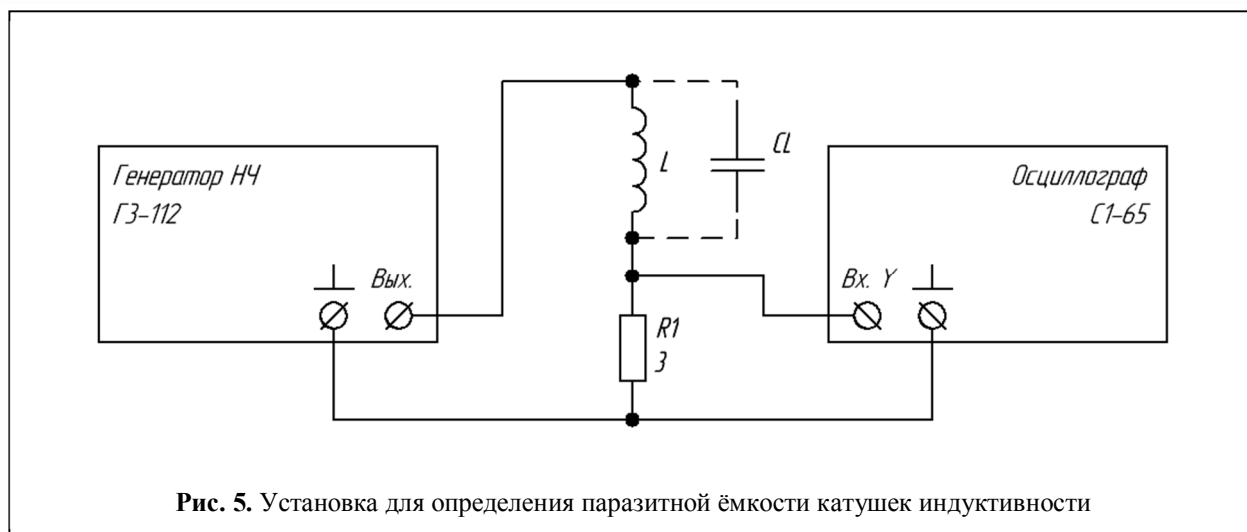 Генератор НЧ
Г3-112
Вых.
L
CL
R1
3
Осциллограф
С1-65
Вх. Y
Рис. 5. Установка для определения паразитной ёмкости катушек индуктивности